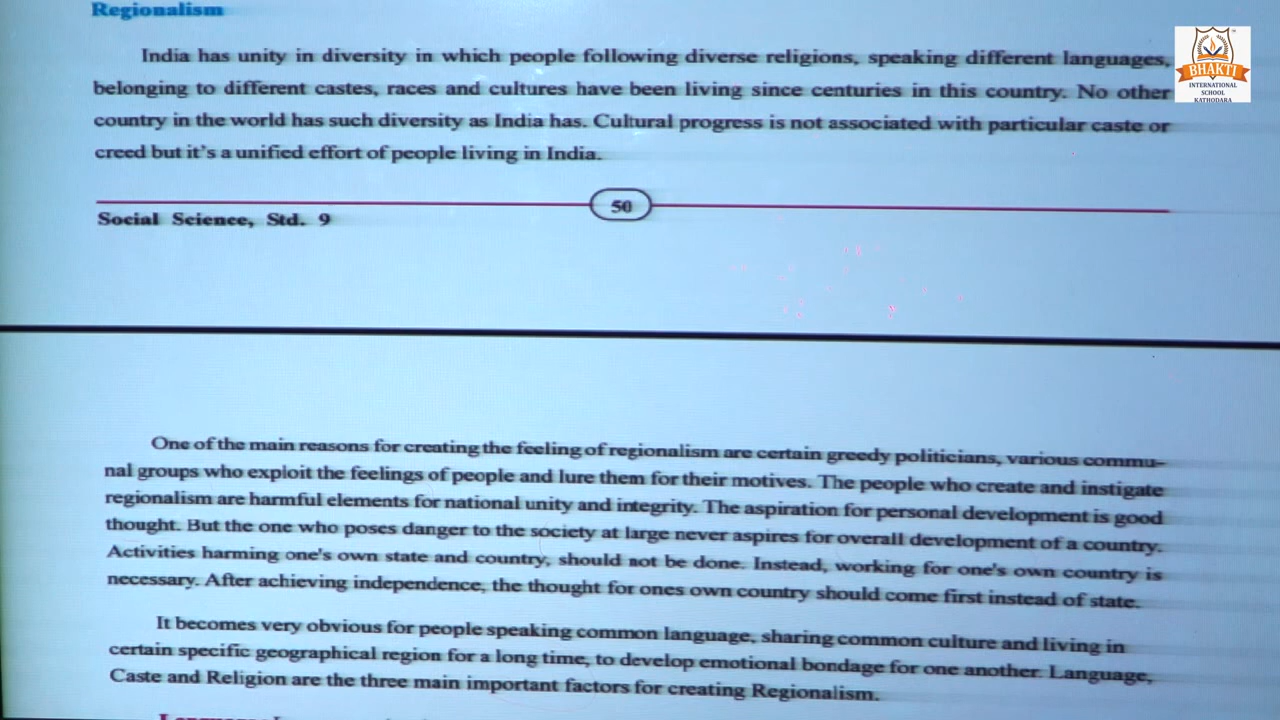 Regionalism
BHAKTI
INTERNATIONAL
SCHOOL
KATHODARA
India has unity in diversity in which people following diverse religions, speaking different languages,
belonging to different castes, races and cultures have been living since centuries in this country. No other
country in the world has such diversity as India has. Cultural progress is not associated with particular caste or
creed but it's a unified effort of people living in India.
50
Social Science, Std. 9
One of the main reasons for creating the feeling of regionalism are certain greedy politicians, various commu-
nal groups who exploit the feelings of people and lure them for their motives. The people who create and instigate
regionalism are harmful elements for national unity and integrity. The aspiration for personal development is good
thought. But the one who poses danger to the society at large never aspires for overall development of a country.
Activities harming one's own state and country, should not be done. Instead, working for one's own country is
necessary. After achieving independence, the thought for ones own country should come first instead of state.
It becomes very obvious for people speaking common language, sharing common culture and living in
certain specific geographical region for a long time, to develop emotional bondage for one another. Language,
Caste and Religion are the three main important factors for creating Regionalism.